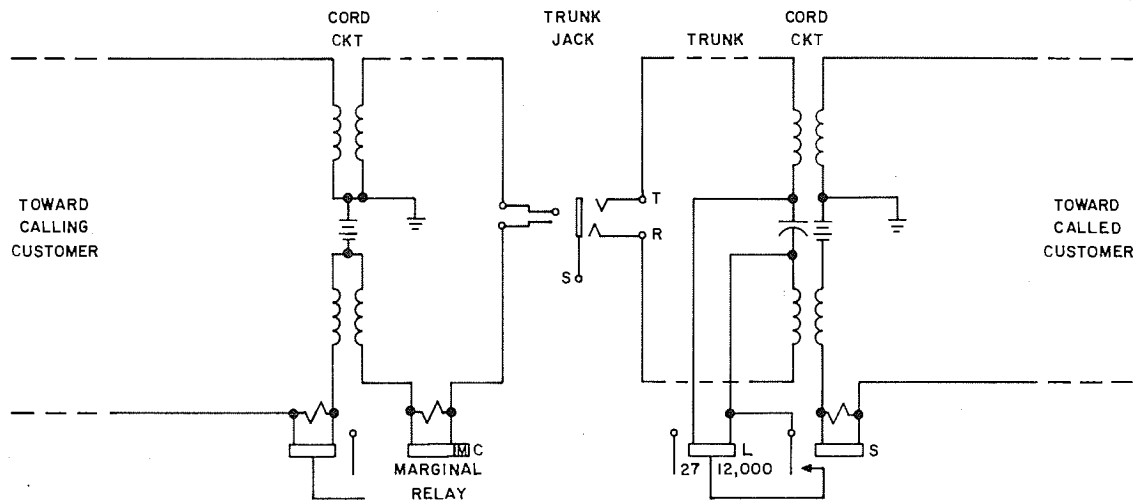 CORD
CKT
TRUNK
JACK
TRUNK
CORD
CKT
TOWARD
CALLING
CUSTOMER
T
R
S
TOWARD
CALLED
CUSTOMER
M C
MARGINAL
RELAY
L
27 12,000
S